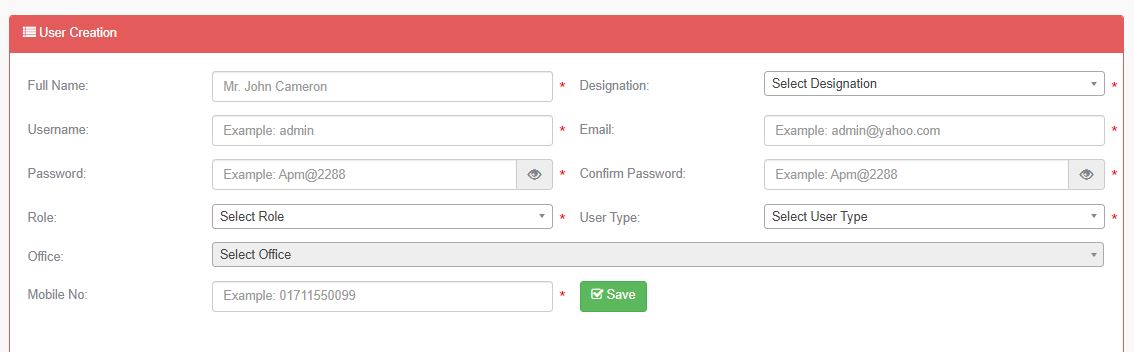 User Creation
Full Name: Mr. John Cameron * Designation: Select Designation *
Username: Example: admin * Email: Example: admin@yahoo.com *
Password: Example: Apm@2288 * Confirm Password: Example: Apm@2288 *
Role: Select Role * User Type: Select User Type *
Office: Select Office
Mobile No: Example: 01711550099 * Save